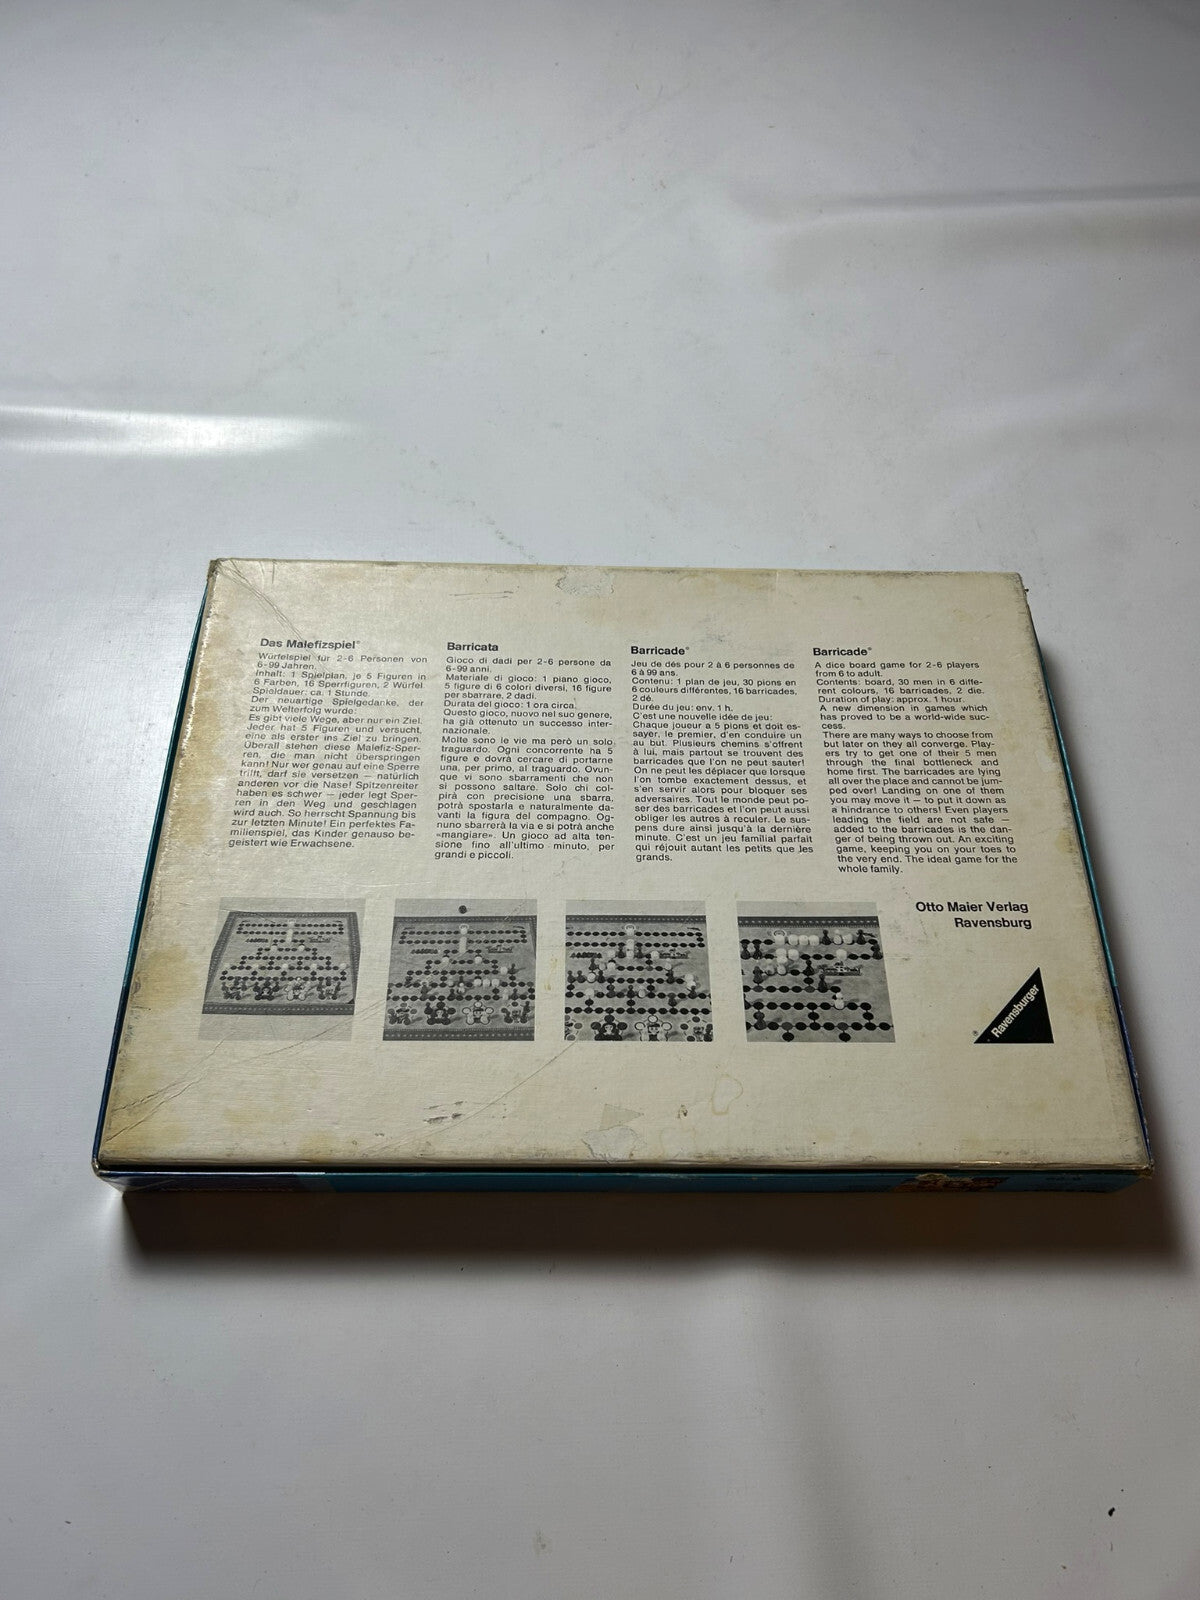 Das Malefizspiel®
Würfelspiel für 2-6 Personen von
6-99 Jahren.
Inhalt: 1 Spielplan, je 5 Figuren in
6 Farben, 16 Sperrfiguren, 2 Würfel
Spieldauer: ca. 1 Stunde.
Der neuartige Spielgedanke, der
zum Welterfolg wurde:
Es gibt viele Wege, aber nur ein Ziel.
Jeder hat 5 Figuren und versucht,
eine als erster ins Ziel zu bringen.
Überall stehen diese Malefiz-Sper-
ren, die man nicht überspringen
kann! Nur wer genau auf eine Sperre
trifft, darf sie versetzen — natürlich
anderen vor die Nase! Spitzenreiter
haben es schwer — jeder legt Sper-
ren in den Weg und geschlagen
wird auch. So herrscht Spannung bis
zur letzten Minute! Ein perfektes Fa-
milienspiel, das Kinder genauso be-
geistert wie Erwachsene.
Barricata
Gioco di dadi per 2-6 persone da
6-99 anni.
Materiale di gioco: 1 piano gioco,
5 figure di 6 colori diversi, 16 figure
per sbarrare, 2 dadi.
Durata del gioco: 1 ora circa.
Questo gioco, nuovo nel suo genere,
ha già ottenuto un successo inter-
nazionale.
Molte sono le vie ma però un solo
traguardo. Ogni concorrente ha 5
figure e dovrà cercare di portarne
una, per primo, al traguardo. Ovun-
que vi sono sbarramenti che non
si possono saltare. Solo chi col-
pirà con precisione una sbarra,
potrà spostarla e naturalmente da-
vanti la figura del compagno. Og-
nuno sbarrerà la via e si potrà anche
«mangiare». Un gioco ad alta ten-
sione fino all'ultimo minuto, per
grandi e piccoli.
Barricade®
Jeu de dés pour 2 à 6 personnes de
6 à 99 ans.
Contenu: 1 plan de jeu, 30 pions en
6 couleurs différentes, 16 barricades,
2 dé.
Durée du jeu: env. 1 h.
C'est une nouvelle idée de jeu:
Chaque joueur a 5 pions et doit es-
sayer, le premier, d'en conduire un
au but. Plusieurs chemins s'offrent
à lui, mais partout se trouvent des
barricades que l'on ne peut sauter!
On ne peut les déplacer que lorsque
l'on tombe exactement dessus, et
s'en servir alors pour bloquer ses
adversaires. Tout le monde peut po-
ser des barricades et l'on peut aussi
obliger les autres à reculer. Le sus-
pens dure ainsi jusqu'à la dernière
minute. C'est un jeu familial parfait
qui réjouit autant les petits que les
grands.
Barricade®
A dice board game for 2-6 players
from 6 to adult.
Contents: board, 30 men in 6 diffe-
rent colours, 16 barricades, 2 die.
Duration of play: approx. 1 hour.
A new dimension in games which
has proved to be a world-wide suc-
cess.
There are many ways to choose from
but later on they all converge. Play-
ers try to get one of their 5 men
through the final bottleneck and
home first. The barricades are lying
all over the place and cannot be jum-
ped over! Landing on one of them
you may move it — to put it down as
a hindrance to others! Even players
leading the field are not safe —
added to the barricades is the dan-
ger of being thrown out. An exciting
game, keeping you on your toes to
the very end. The ideal game for the
whole family.
Otto Maier Verlag
Ravensburg
® Ravensburger